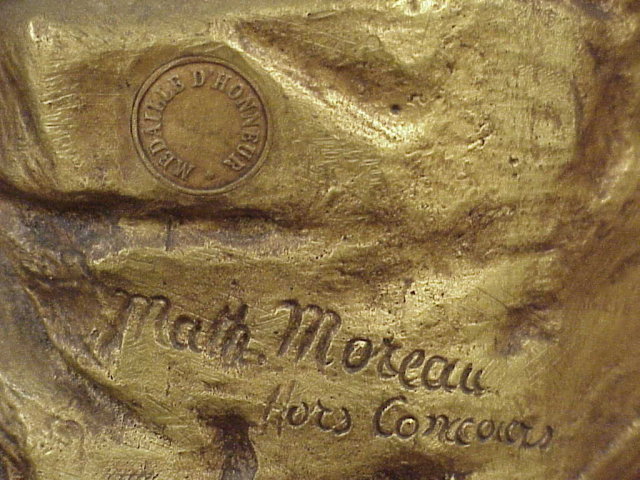 MEDAILLE D'HONNEUR
Math. Moreau
Hors Concours